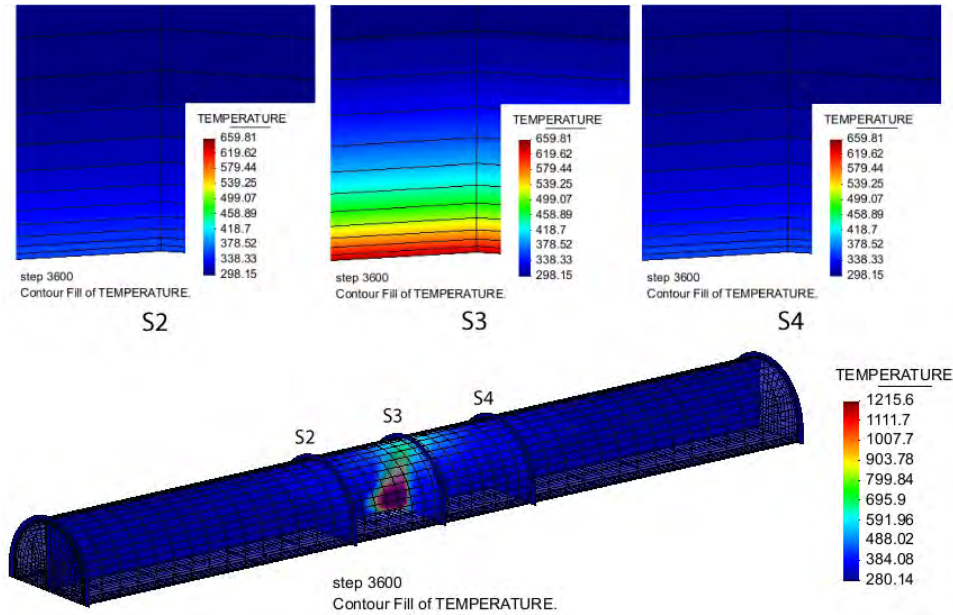 TEMPERATURE
659.81
619.62
579.44
539.25
499.07
458.89
418.7
378.52
338.33
298.15
step 3600
Contour Fill of TEMPERATURE.
S2
TEMPERATURE
659.81
619.62
579.44
539.25
499.07
458.89
418.7
378.52
338.33
298.15
step 3600
Contour Fill of TEMPERATURE.
S3
TEMPERATURE
659.81
619.62
579.44
539.25
499.07
458.89
418.7
378.52
338.33
298.15
step 3600
Contour Fill of TEMPERATURE.
S4
S2
S3
S4
TEMPERATURE
1215.6
1111.7
1007.7
903.78
799.84
695.9
591.96
488.02
384.08
280.14
step 3600
Contour Fill of TEMPERATURE.